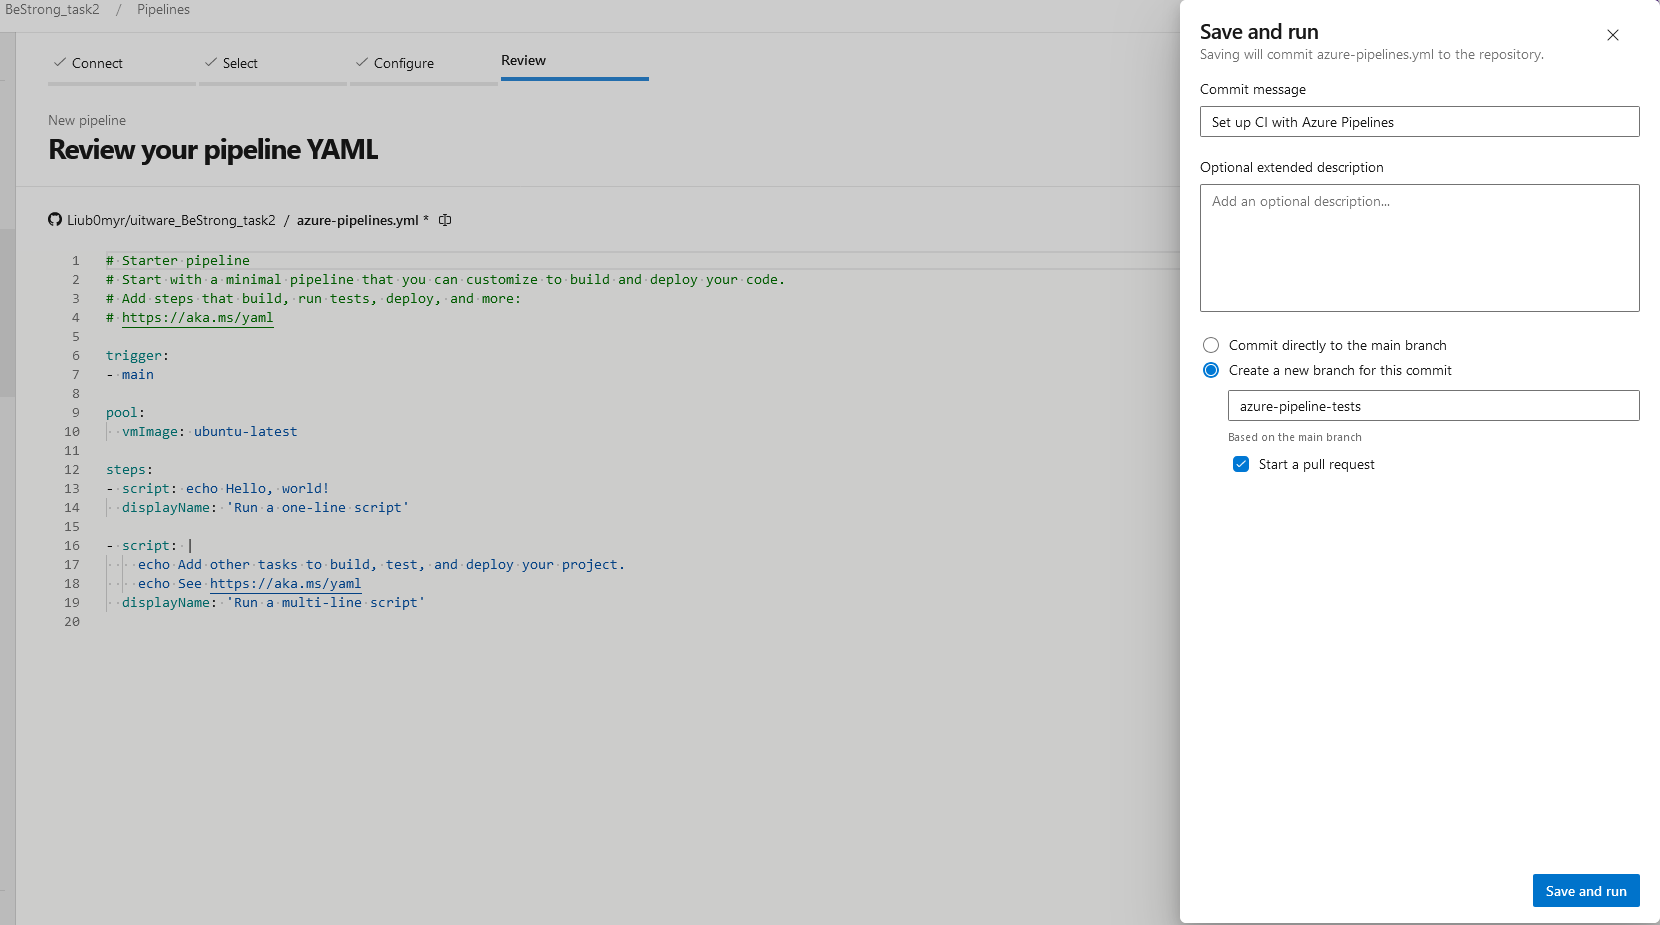 BeStrong_task2 / Pipelines
Connect
Select
Configure
Review
New pipeline
Review your pipeline YAML
Liub0myr/uitware_BeStrong_task2 / azure-pipelines.yml *
1 # Starter pipeline
2 # Start with a minimal pipeline that you can customize to build and deploy your code.
3 # Add steps that build, run tests, deploy, and more:
4 # https://aka.ms/yaml
5
6 trigger:
7 - main
8
9 pool:
10   vmImage: ubuntu-latest
11
12 steps:
13 - script: echo Hello, world!
14   displayName: 'Run a one-line script'
15
16 - script: |
17     echo Add other tasks to build, test, and deploy your project.
18     echo See https://aka.ms/yaml
19   displayName: 'Run a multi-line script'
20
Save and run
Saving will commit azure-pipelines.yml to the repository.
Commit message
Set up CI with Azure Pipelines
Optional extended description
Add an optional description...
Commit directly to the main branch
Create a new branch for this commit
azure-pipeline-tests
Based on the main branch
Start a pull request
Save and run